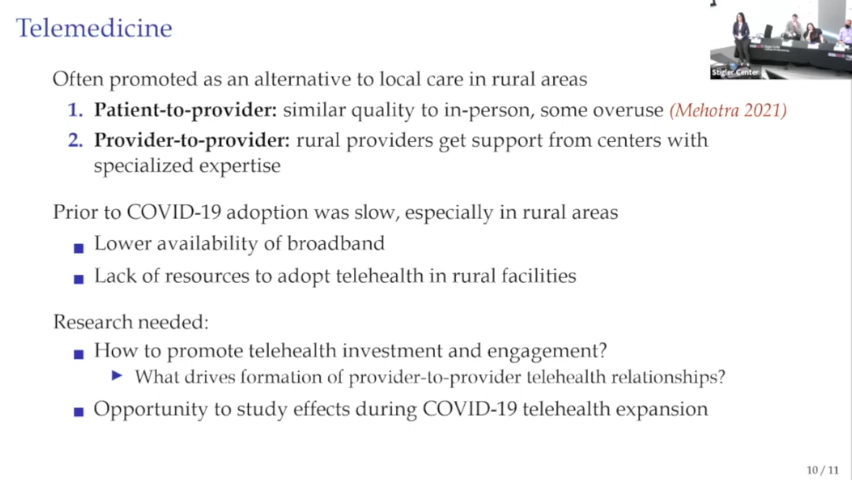 Telemedicine
Stigler Center
Often promoted as an alternative to local care in rural areas
1. Patient-to-provider: similar quality to in-person, some overuse (Mehotra 2021)
2. Provider-to-provider: rural providers get support from centers with
specialized expertise
Prior to COVID-19 adoption was slow, especially in rural areas
■ Lower availability of broadband
■ Lack of resources to adopt telehealth in rural facilities
Research needed:
■ How to promote telehealth investment and engagement?
▶ What drives formation of provider-to-provider telehealth relationships?
■ Opportunity to study effects during COVID-19 telehealth expansion
10 / 11